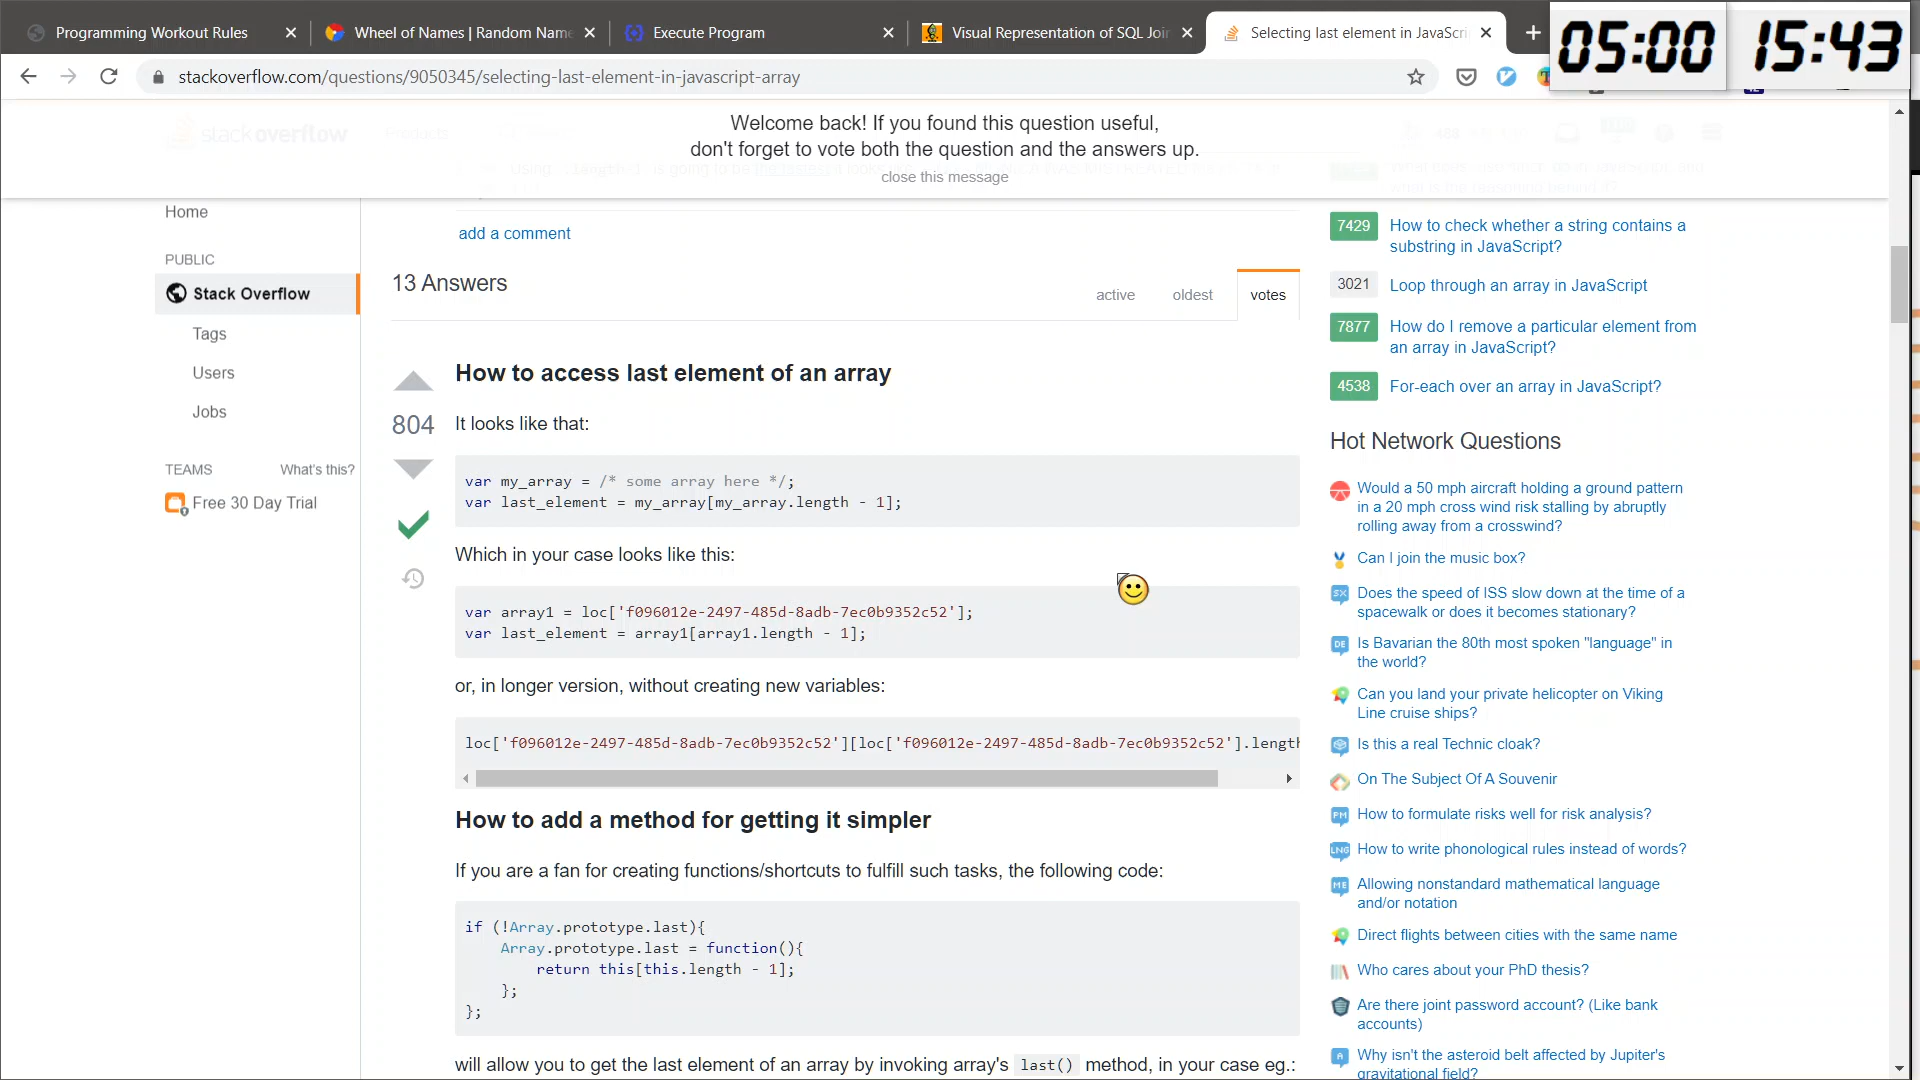 Programming Workout Rules
Wheel of Names | Random Name
Execute Program
Visual Representation of SQL Joi
Selecting last element in JavaScri
05:00
15:43
stackoverflow.com/questions/9050345/selecting-last-element-in-javascript-array
stackoverflow
Products
Welcome back! If you found this question useful,
don't forget to vote both the question and the answers up.
close this message
Home
PUBLIC
Stack Overflow
Tags
Users
Jobs
TEAMS
What's this?
Free 30 Day Trial
add a comment
13 Answers
active
oldest
votes
How to access last element of an array
804
It looks like that:
var my_array = /* some array here */;
var last_element = my_array[my_array.length - 1];
Which in your case looks like this:
var array1 = loc['f096012e-2497-485d-8adb-7ec0b9352c52'];
var last_element = array1[array1.length - 1];
or, in longer version, without creating new variables:
loc['f096012e-2497-485d-8adb-7ec0b9352c52'][loc['f096012e-2497-485d-8adb-7ec0b9352c52'].length
How to add a method for getting it simpler
If you are a fan for creating functions/shortcuts to fulfill such tasks, the following code:
if (!Array.prototype.last){
Array.prototype.last = function(){
return this[this.length - 1];
};
};
will allow you to get the last element of an array by invoking array's last() method, in your case eg.:
7429
How to check whether a string contains a
substring in JavaScript?
3021
Loop through an array in JavaScript
7877
How do I remove a particular element from
an array in JavaScript?
4538
For-each over an array in JavaScript?
Hot Network Questions
Would a 50 mph aircraft holding a ground pattern
in a 20 mph cross wind risk stalling by abruptly
rolling away from a crosswind?
Can I join the music box?
Does the speed of ISS slow down at the time of a
spacewalk or does it becomes stationary?
Is Bavarian the 80th most spoken "language" in
the world?
Can you land your private helicopter on Viking
Line cruise ships?
Is this a real Technic cloak?
On The Subject Of A Souvenir
How to formulate risks well for risk analysis?
How to write phonological rules instead of words?
Allowing nonstandard mathematical language
and/or notation
Direct flights between cities with the same name
Who cares about your PhD thesis?
Are there joint password account? (Like bank
accounts)
Why isn't the asteroid belt affected by Jupiter's
gravitational field?